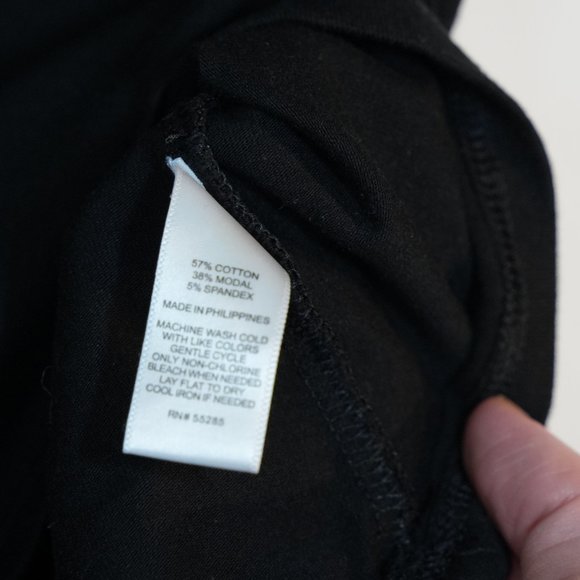 57% COTTON
38% MODAL
5% SPANDEX
MADE IN PHILIPPINES
MACHINE WASH COLD
WITH LIKE COLORS
GENTLE CYCLE
ONLY NON-CHLORINE
BLEACH WHEN NEEDED
LAY FLAT TO DRY
COOL IRON IF NEEDED
RN# 55285